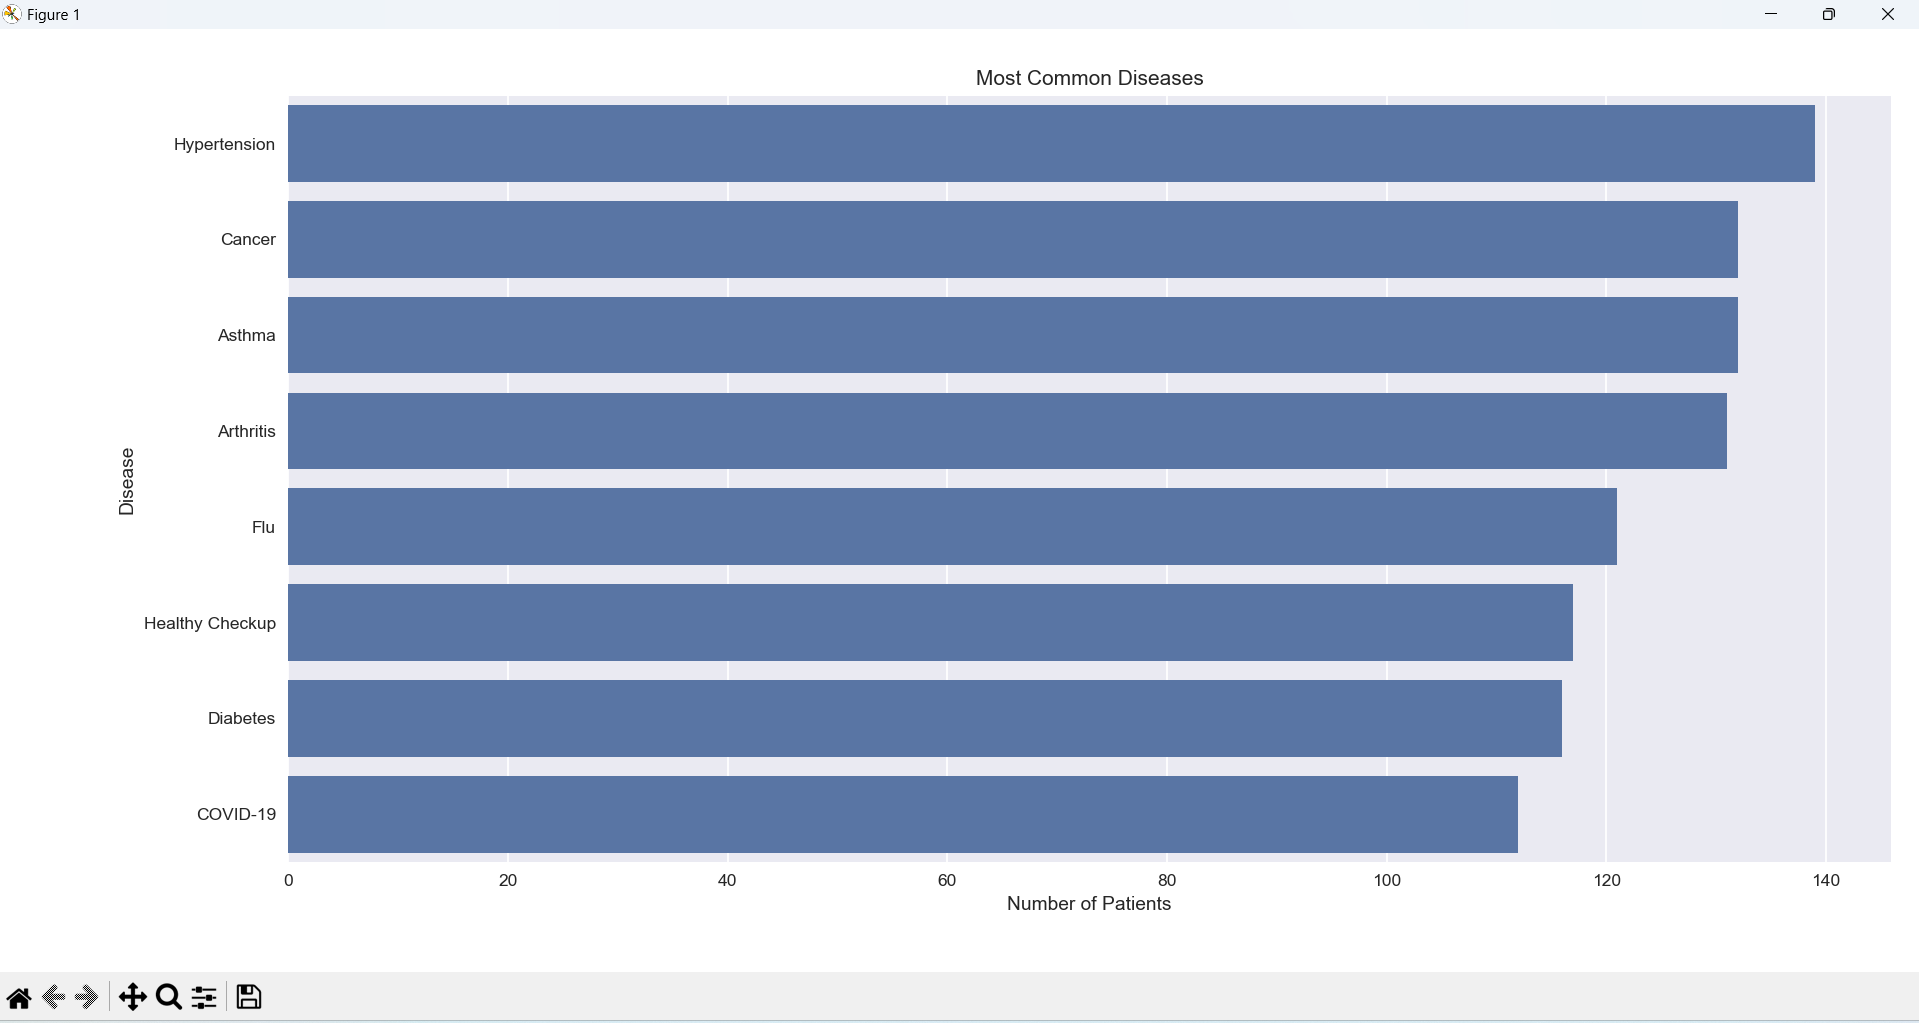 Figure 1
Most Common Diseases
Hypertension
Cancer
Asthma
Arthritis
Disease
Flu
Healthy Checkup
Diabetes
COVID-19
0 20 40 60 80 100 120 140
Number of Patients